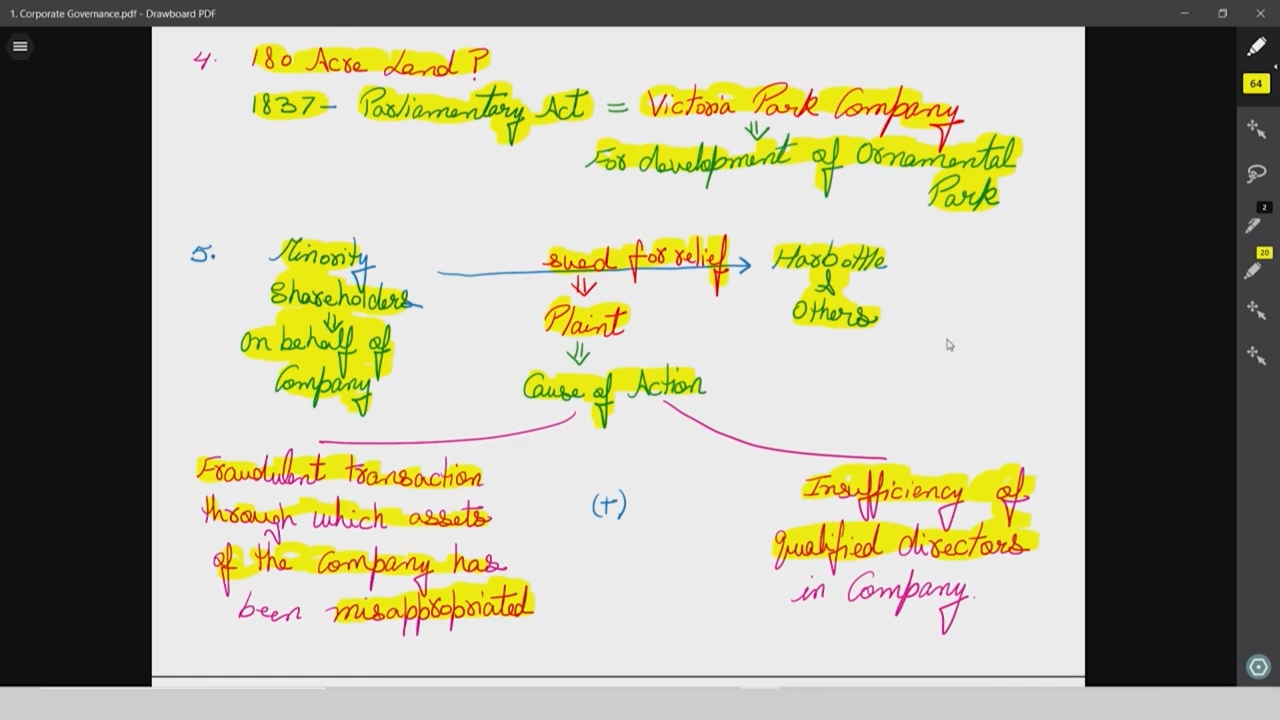 1. Corporate Governance.pdf - Drawboard PDF
64
2
20
4. 180 Acre Land?
1837- Parliamentary Act = Victoria Park Company
⇓
For development of Ornamental
Park
5. Minority
Shareholders
⇓
on behalf of
Company
sued for relief
⇓
Plaint
⇓
Cause of Action
Harbottle
&
Others
Fraudulent transaction
through which assets
of the Company has
been misappropriated
(+)
Insufficiency of
qualified directors
in Company.